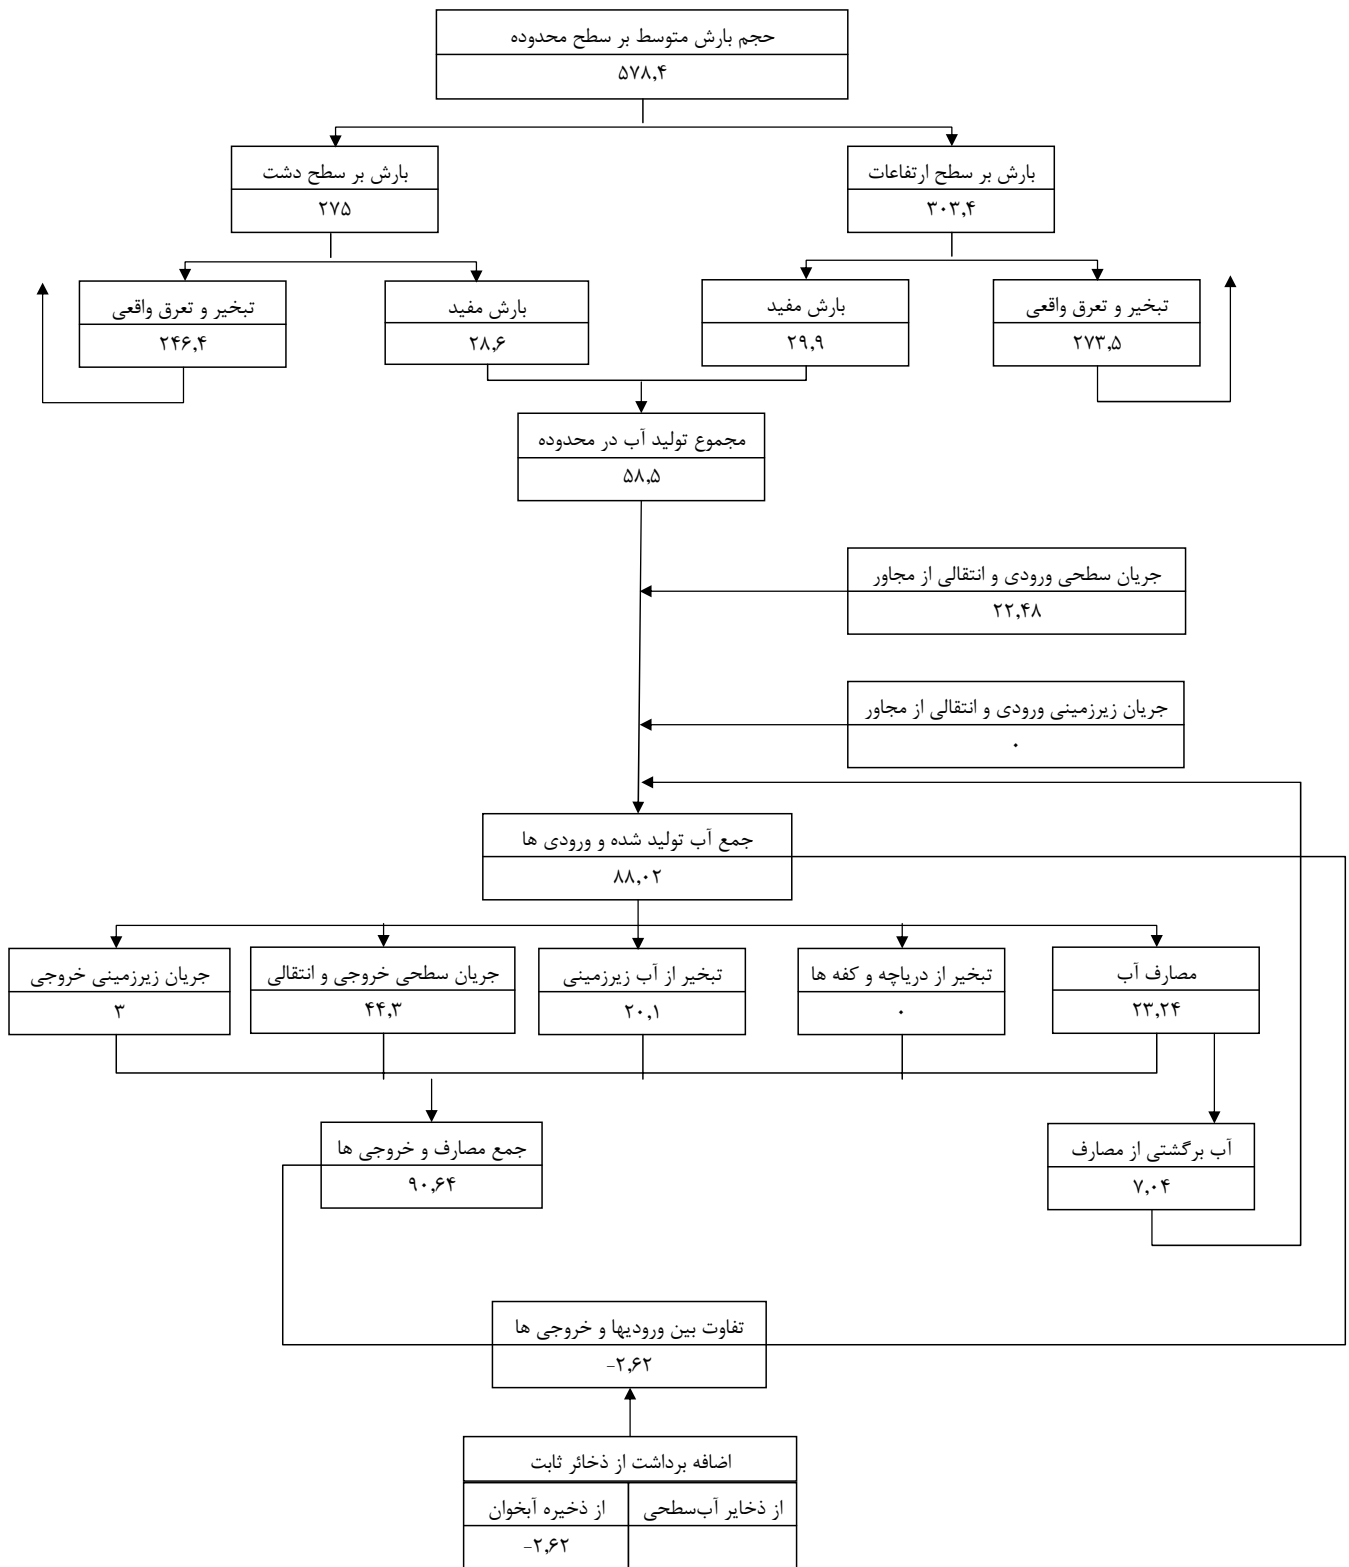 حجم بارش متوسط بر سطح محدوده
۵۷۸,۴
بارش بر سطح ارتفاعات
۳۰۳,۴
بارش بر سطح دشت
۲۷۵
تبخیر و تعرق واقعی
۲۷۳,۵
بارش مفید
۲۹,۹
بارش مفید
۲۸,۶
تبخیر و تعرق واقعی
۲۴۶,۴
مجموع تولید آب در محدوده
۵۸,۵
جریان سطحی ورودی و انتقالی از مجاور
۲۲,۴۸
جریان زیرزمینی ورودی و انتقالی از مجاور
۰
جمع آب تولید شده و ورودی ها
۸۸,۰۲
مصارف آب
۲۳,۲۴
تبخیر از دریاچه و کفه ها
۰
تبخیر از آب زیرزمینی
۲۰,۱
جریان سطحی خروجی و انتقالی
۴۴,۳
جریان زیرزمینی خروجی
۳
آب برگشتی از مصارف
۷,۰۴
جمع مصارف و خروجی ها
۹۰,۶۴
تفاوت بین ورودیها و خروجی ها
-۲,۶۲
اضافه برداشت از ذخائر ثابت
از ذخایر آب‌سطحی
از ذخیره آبخوان
-۲,۶۲